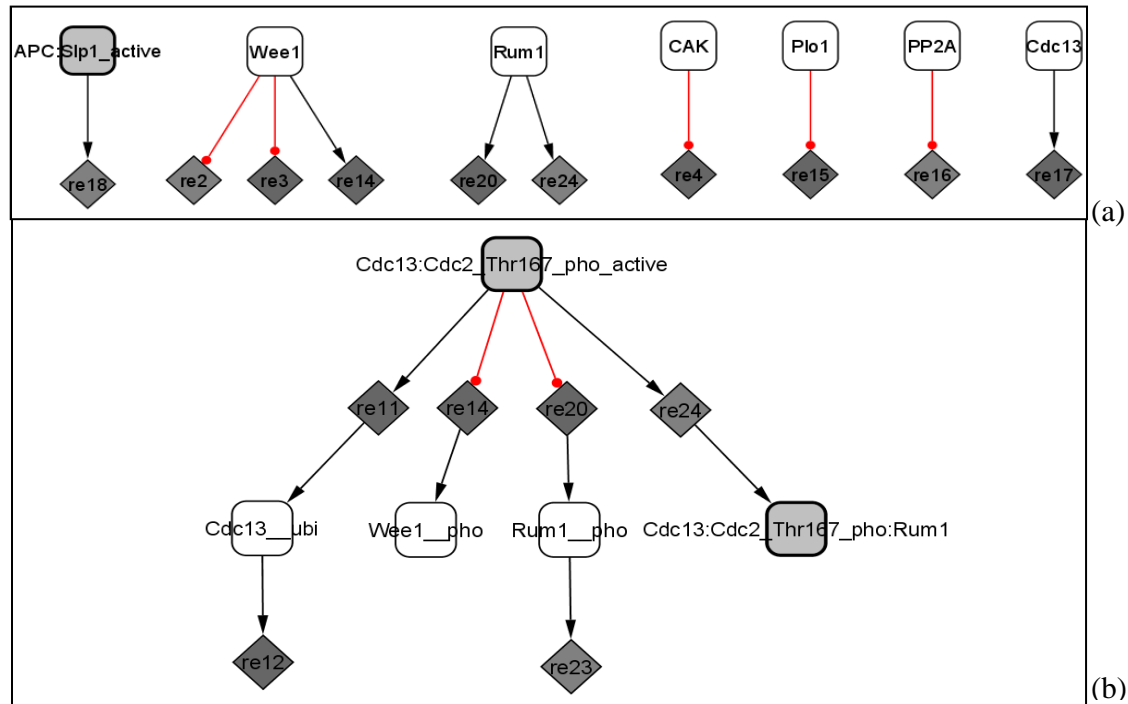 APC:Slp1_active
Wee1
Rum1
CAK
Plo1
PP2A
Cdc13
re18
re2
re3
re14
re20
re24
re4
re15
re16
re17
(a)
Cdc13:Cdc2_Thr167_pho_active
re11
re14
re20
re24
Cdc13__ubi
Wee1__pho
Rum1__pho
Cdc13:Cdc2_Thr167_pho:Rum1
re12
re23
(b)